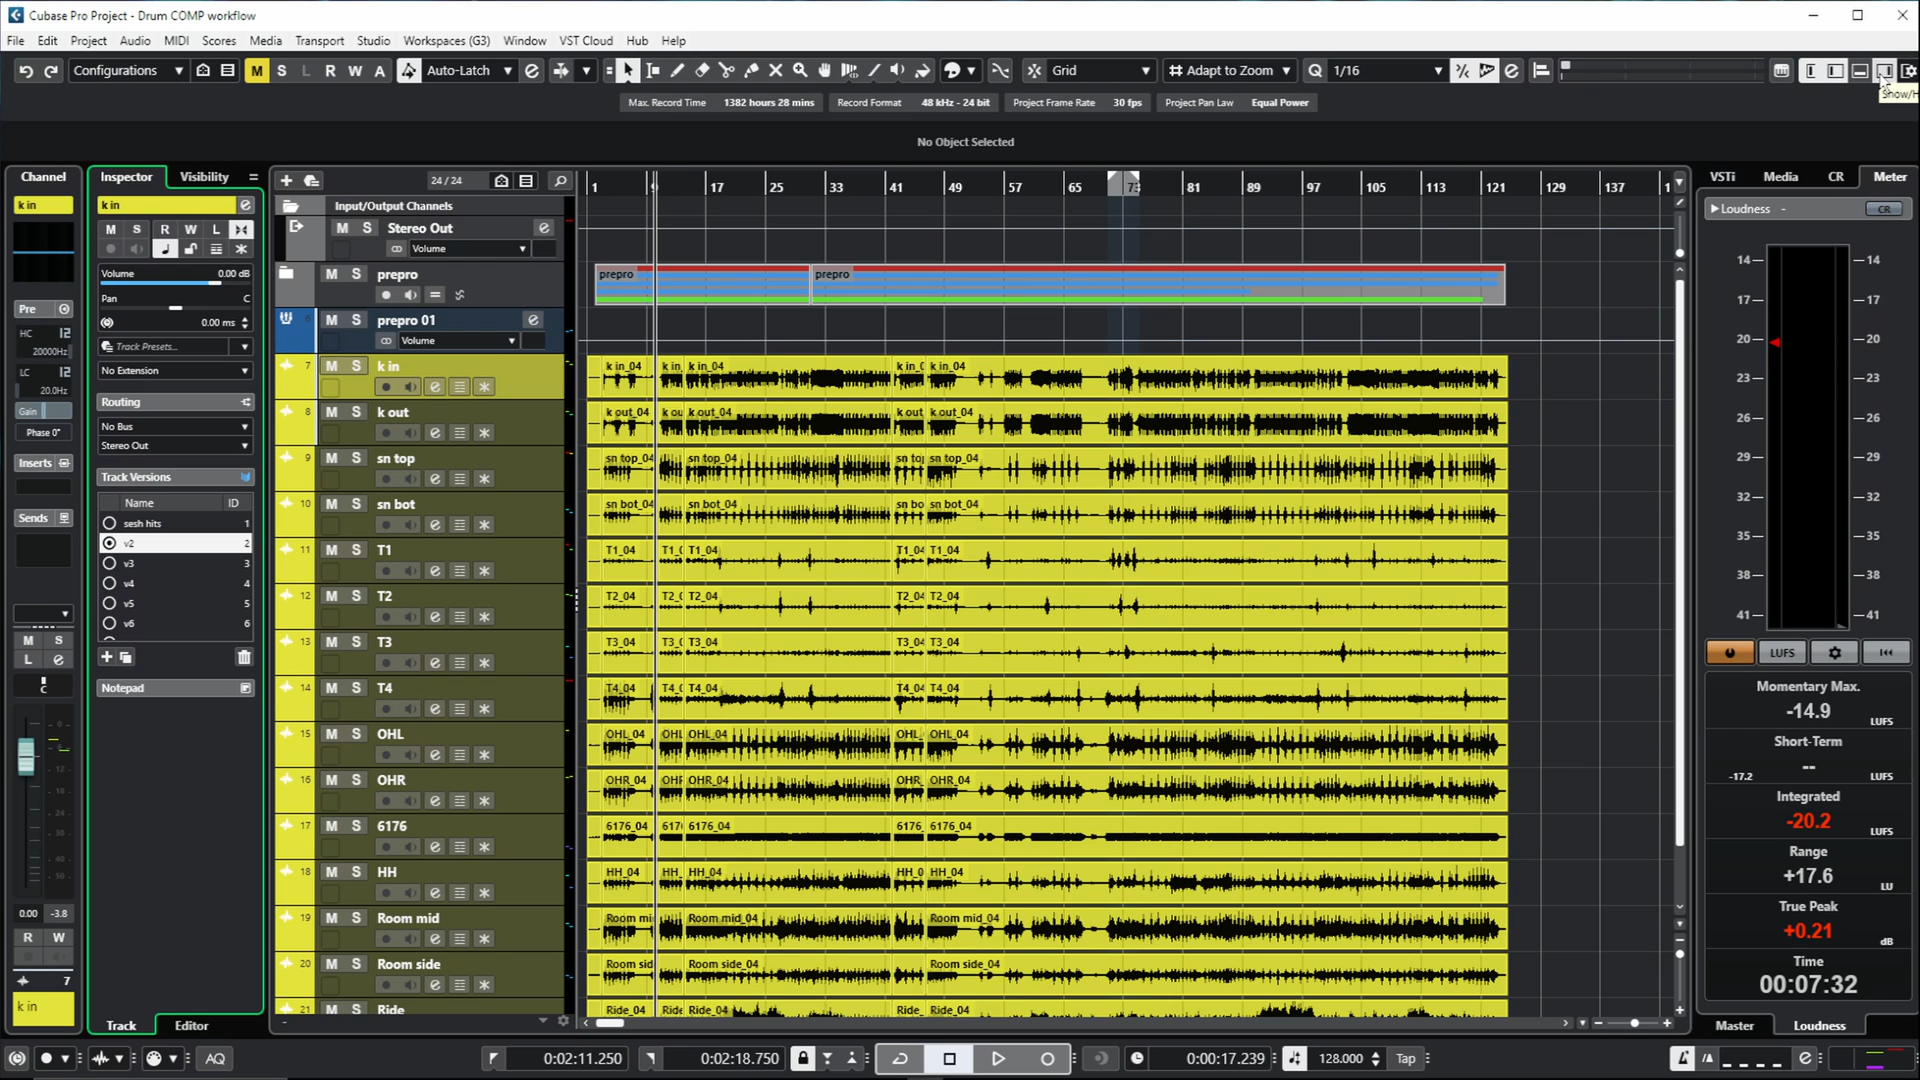 Cubase Pro Project - Drum COMP workflow
File Edit Project Audio MIDI Scores Media Transport Studio Workspaces (G3) Window VST Cloud Hub Help
Configurations M S L R W A Auto-Latch Grid Adapt to Zoom Q 1/16
Show/H
Max. Record Time 1382 hours 28 mins Record Format 48 kHz - 24 bit Project Frame Rate 30 fps Project Pan Law Equal Power
No Object Selected
Channel Inspector Visibility 24 / 24 1 9 17 25 33 41 49 57 65 73 81 89 97 105 113 121 129 137 1 VSTi Media CR Meter
k in k in Input/Output Channels Loudness - CR
M S R W L M S Stereo Out
Volume
Volume 0.00 dB M S prepro prepro prepro
Pan C
0.00 ms
Pre
M S prepro 01
HC 12
20000Hz
Volume
Track Presets...
No Extension
LC 12
20.0Hz
Gain
Phase 0°
Routing
No Bus
Stereo Out
Inserts
Track Versions
Name ID
sesh hits 1
v2 2
v3 3
v4 4
v5 5
v6 6
Sends
Notepad
M S
L
C
0.00 -3.8
R W
7
k in
Track Editor
7 M S k in k in_04 k in_04 k in_04
8 M S k out k out_04 k out_04 k out k out_04
9 M S sn top sn top_04 sn top_04 sn top_04
10 M S sn bot sn bot_04 sn bot_04 sn bo sn bot_04
11 M S T1 T1_04 T1_04 T1_04 T1_04
12 M S T2 T2_04 T2_04 T2_04 T2_04
13 M S T3 T3_04 T3_04 T3_04 T3_04
14 M S T4 T4_04 T4_04 T4_04 T4_04
15 M S OHL OHL_04 OHL OHL_04 OHL_ OHL_04
16 M S OHR OHR_04 OHR OHR_04 OHR_ OHR_04
17 M S 6176 6176_04 6176_04 6176_ 6176_04
18 M S HH HH_04 HH_ HH_04 HH_0 HH_04
19 M S Room mid Room mi Room mid_04 Room mid_04
20 M S Room side Room sid Room side_04 Room side_04
21 Ride Ride_04 Ride Ride_04 Ride_ Ride_04
14 14
17 17
20 20
23 23
26 26
29 29
32 32
35 35
38 38
41 41
LUFS
Momentary Max.
-14.9 LUFS
Short-Term
-17.2 -- LUFS
Integrated
-20.2 LUFS
Range
+17.6 LU
True Peak
+0.21 dB
Time
00:07:32
Master Loudness
AQ 0:02:11.250 0:02:18.750 0:00:17.239 128.000 Tap